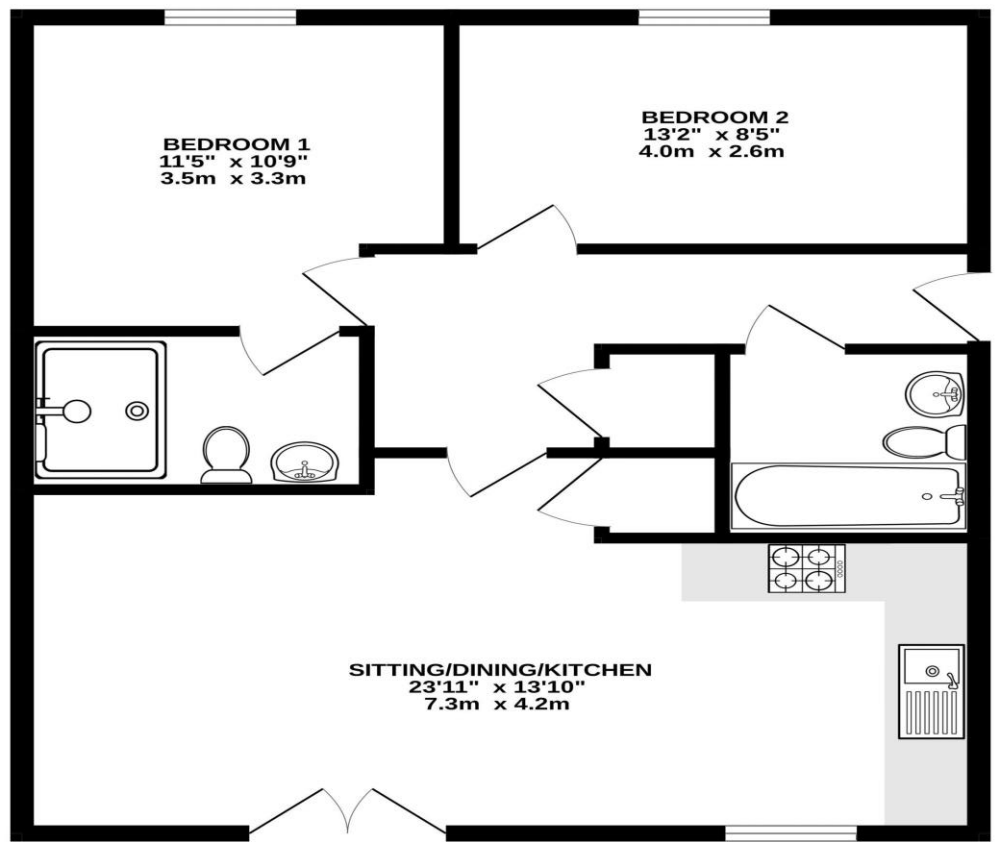 BEDROOM 1
11'5" x 10'9"
3.5m x 3.3m
BEDROOM 2
13'2" x 8'5"
4.0m x 2.6m
SITTING/DINING/KITCHEN
23'11" x 13'10"
7.3m x 4.2m